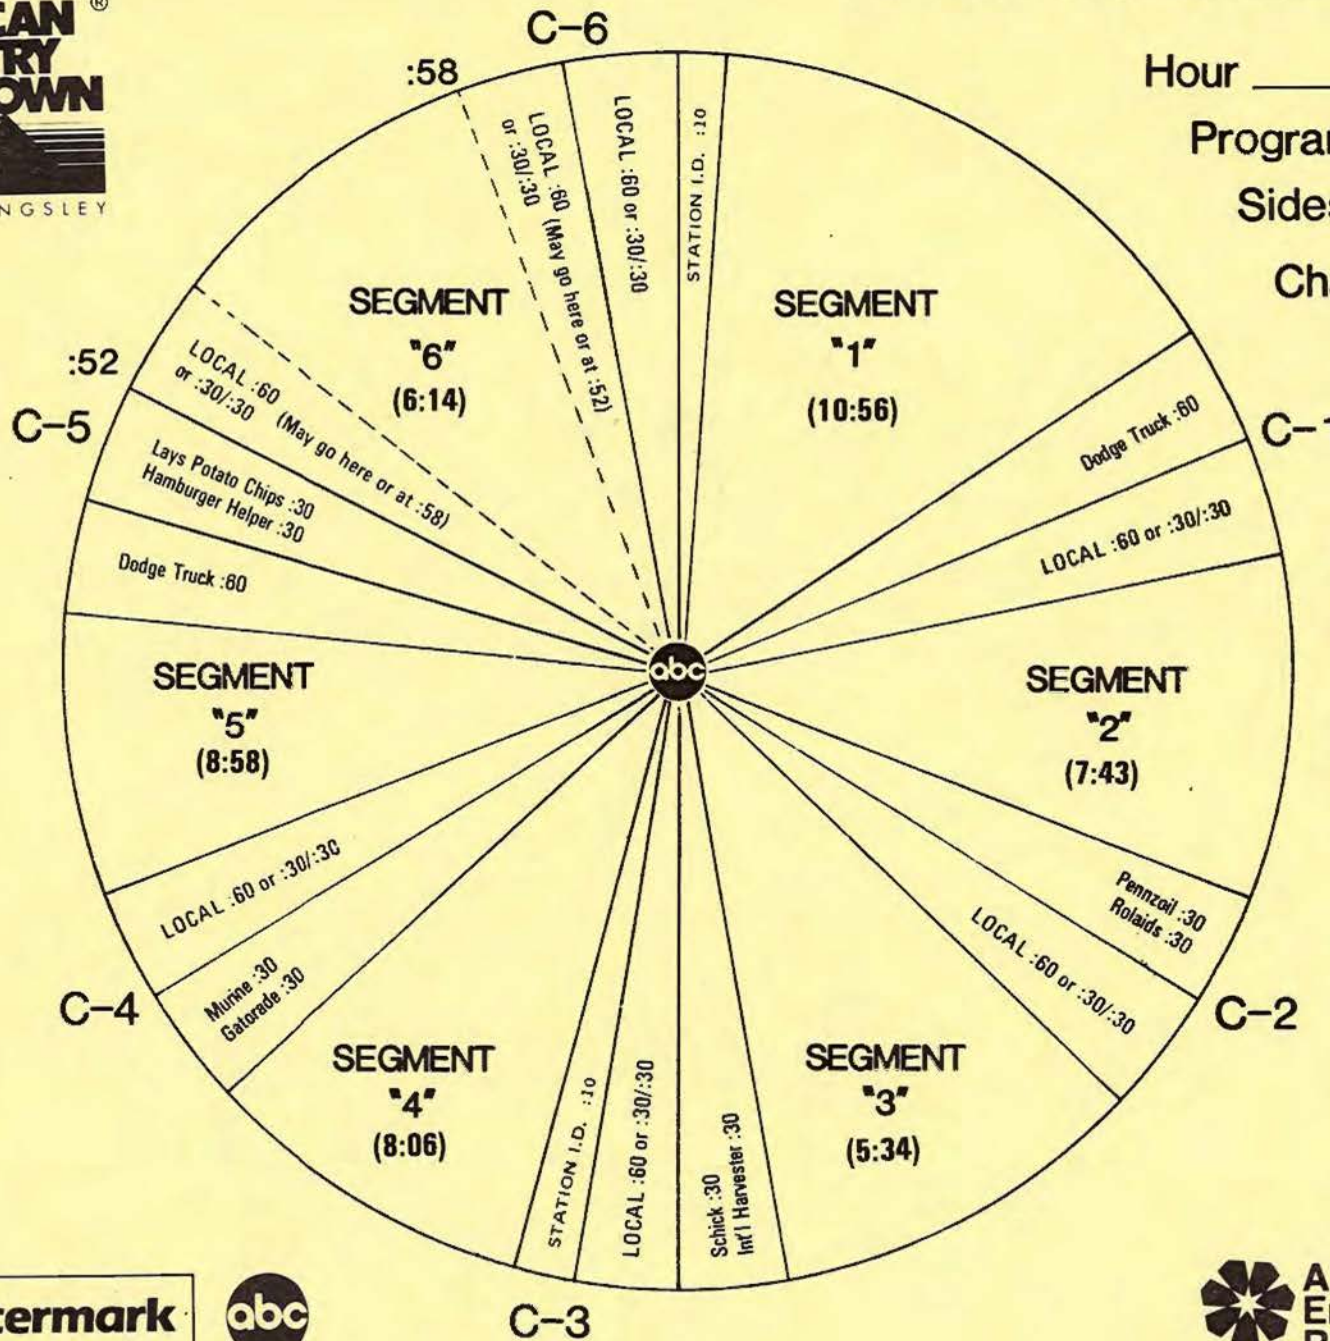 CAN ®
TRY
OWN
NGSLEY
Hour
Program
Sides
Ch
C-6
:58
STATION I.D. :10
SEGMENT
"1"
(10:56)
Dodge Truck :60
C-1
LOCAL :60 or :30/:30
SEGMENT
"2"
(7:43)
Pennzoil :30
Rolaids :30
C-2
LOCAL :60 or :30/:30
SEGMENT
"3"
(5:34)
Schick :30
Int'l Harvester :30
C-3
LOCAL :60 or :30/:30
STATION I.D. :10
SEGMENT
"4"
(8:06)
Murine :30
Gatorade :30
C-4
LOCAL :60 or :30/:30
SEGMENT
"5"
(8:58)
Dodge Truck :60
Lays Potato Chips :30
Hamburger Helper :30
C-5
:52
LOCAL :60 (May go here or at :58)
or :30/:30
SEGMENT
"6"
(6:14)
LOCAL :60 (May go here or at :52)
or :30/:30
LOCAL :60 or :30/:30
abc
termark
abc
A
E